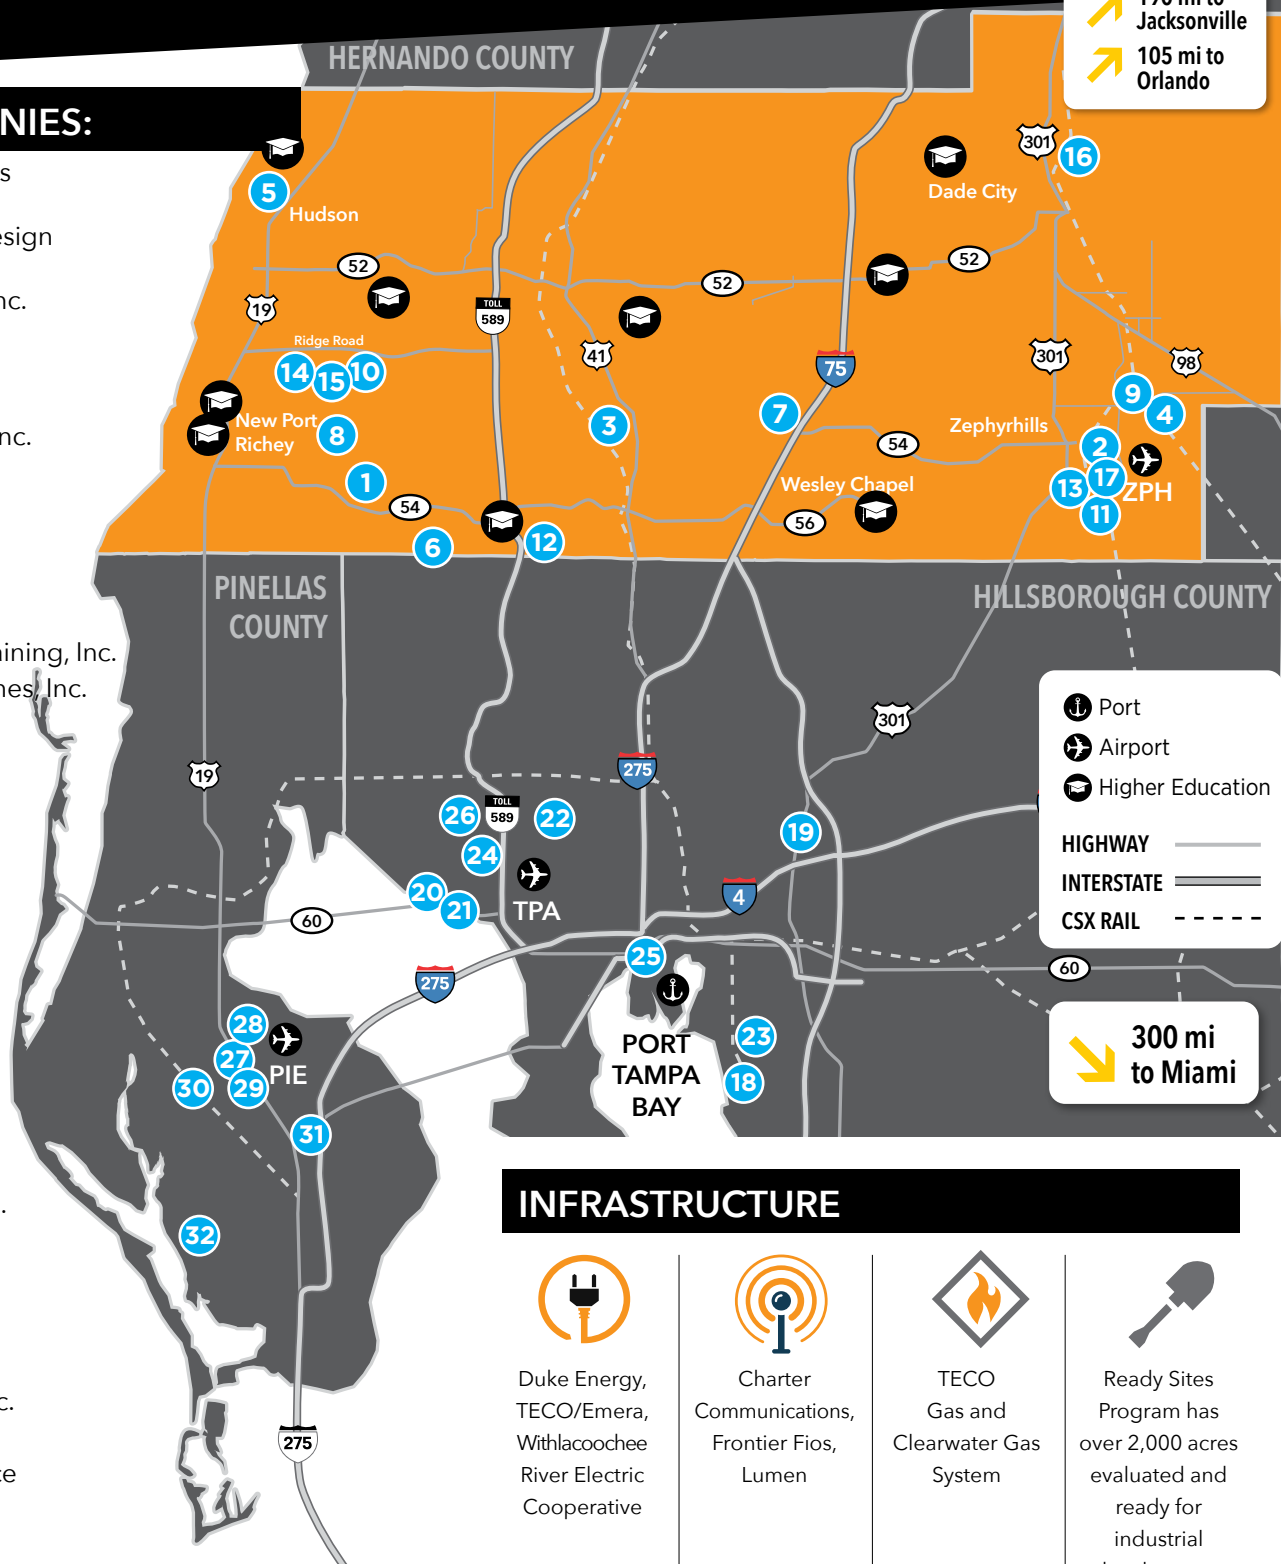 Jacksonville
105 mi to
Orlando
HERNANDO COUNTY
NIES:
s
esign
nc.
nc.
aining, Inc.
nes, Inc.
.
c.
ce
5
Hudson
16
301
Dade City
52
52
52
19
TOLL
589
Ridge Road
14
15
10
41
75
301
98
New Port
Richey
8
3
7
9
4
Zephyrhills
2
54
1
54
Wesley Chapel
56
13
17
ZPH
11
6
12
PINELLAS
COUNTY
HILLSBOROUGH COUNTY
Port
Airport
Higher Education
HIGHWAY
INTERSTATE
CSX RAIL
301
19
275
26
TOLL
589
22
19
24
20
21
TPA
4
60
25
60
275
28
27
PIE
30
29
31
32
PORT
TAMPA
BAY
23
18
300 mi
to Miami
275
INFRASTRUCTURE
Duke Energy,
TECO/Emera,
Withlacoochee
River Electric
Cooperative
Charter
Communications,
Frontier Fios,
Lumen
TECO
Gas and
Clearwater Gas
System
Ready Sites
Program has
over 2,000 acres
evaluated and
ready for
industrial